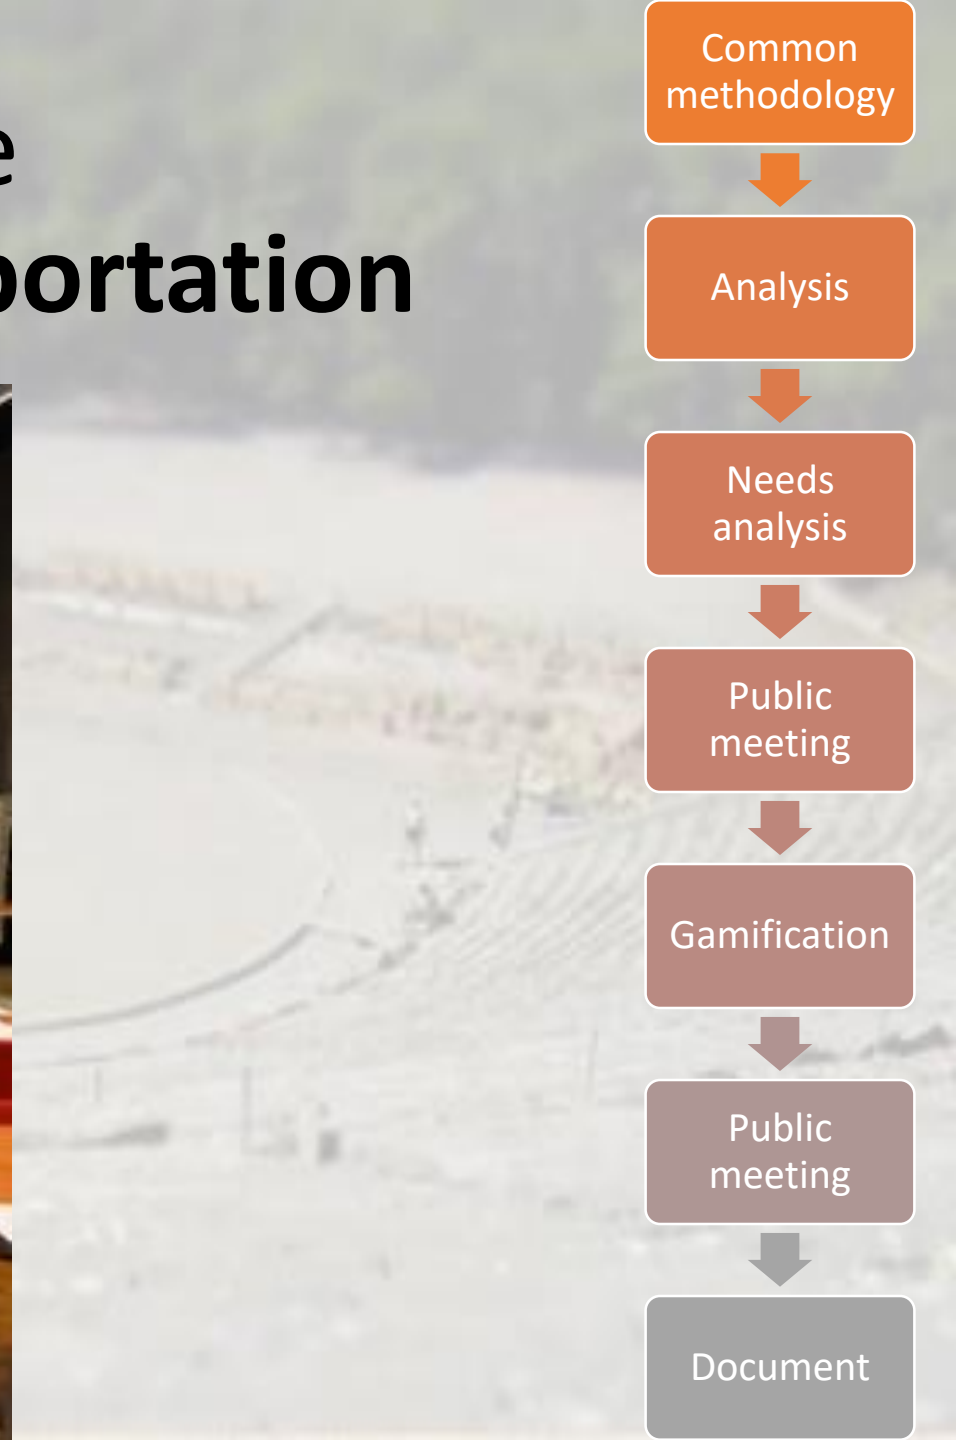 e
portation
Common
methodology
Analysis
Needs
analysis
Public
meeting
Gamification
Public
meeting
Document